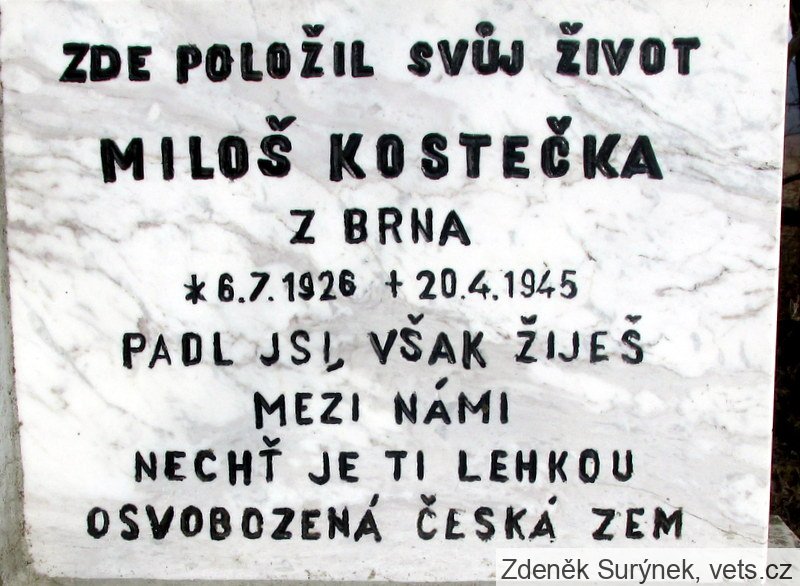 ZDE POLOŽIL SVŮJ ŽIVOT
MILOŠ KOSTEČKA
Z BRNA
* 6.7.1926 + 20.4.1945
PADL JSI, VŠAK ŽIJEŠ
MEZI NÁMI
NECHŤ JE TI LEHKOU
OSVOBOZENÁ ČESKÁ ZEM
Zdeněk Surýnek, vets.cz